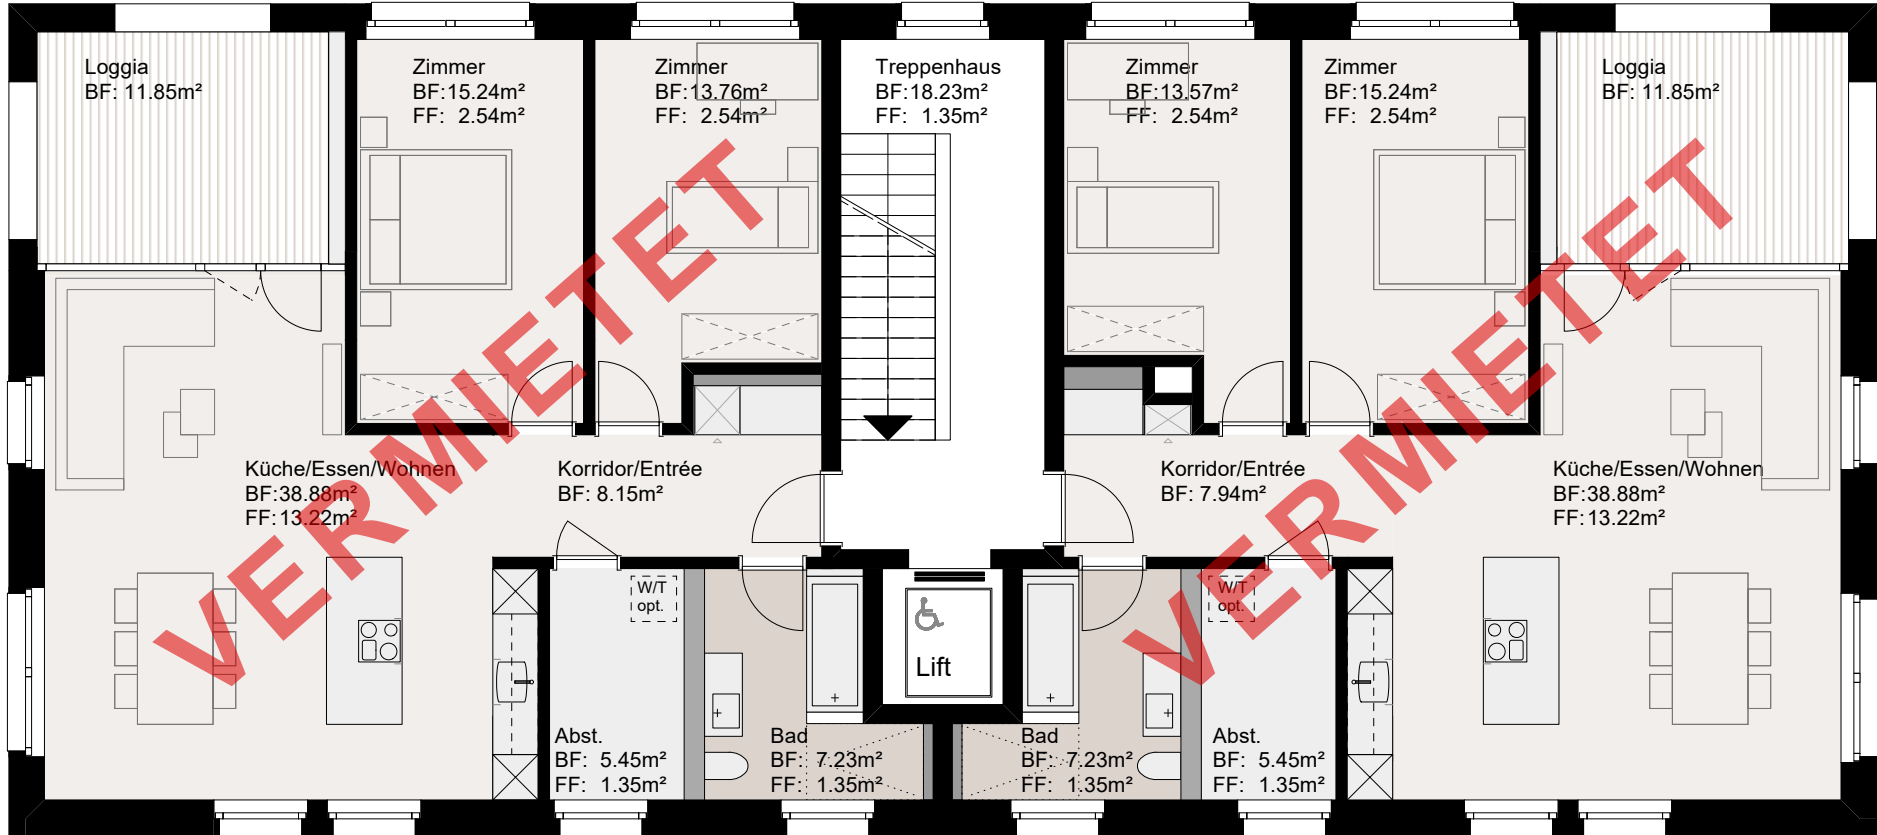 Loggia
BF: 11.85m²
Zimmer
BF:15.24m²
FF: 2.54m²
Zimmer
BF:13.76m²
FF: 2.54m²
Treppenhaus
BF:18.23m²
FF: 1.35m²
Zimmer
BF:13.57m²
FF: 2.54m²
Zimmer
BF:15.24m²
FF: 2.54m²
Loggia
BF: 11.85m²
VERMIETET
VERMIETET
Küche/Essen/Wohnen
BF:38.88m²
FF:13.22m²
Korridor/Entrée
BF: 8.15m²
Korridor/Entrée
BF: 7.94m²
Küche/Essen/Wohnen
BF:38.88m²
FF:13.22m²
W/T
opt.
Lift
W/T
opt.
Abst.
BF: 5.45m²
FF: 1.35m²
Bad
BF: 7.23m²
FF: 1.35m²
Bad
BF: 7.23m²
FF: 1.35m²
Abst.
BF: 5.45m²
FF: 1.35m²